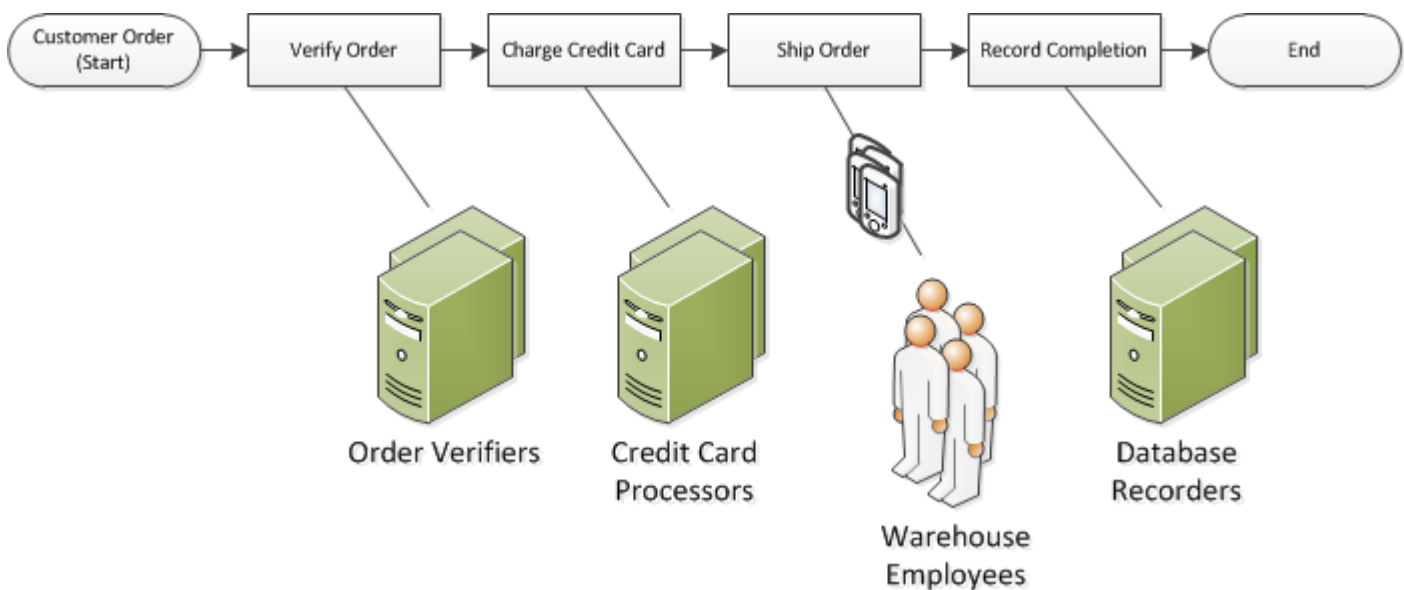 Customer Order
(Start)
Verify Order
Charge Credit Card
Ship Order
Record Completion
End
Order Verifiers
Credit Card
Processors
Warehouse
Employees
Database
Recorders